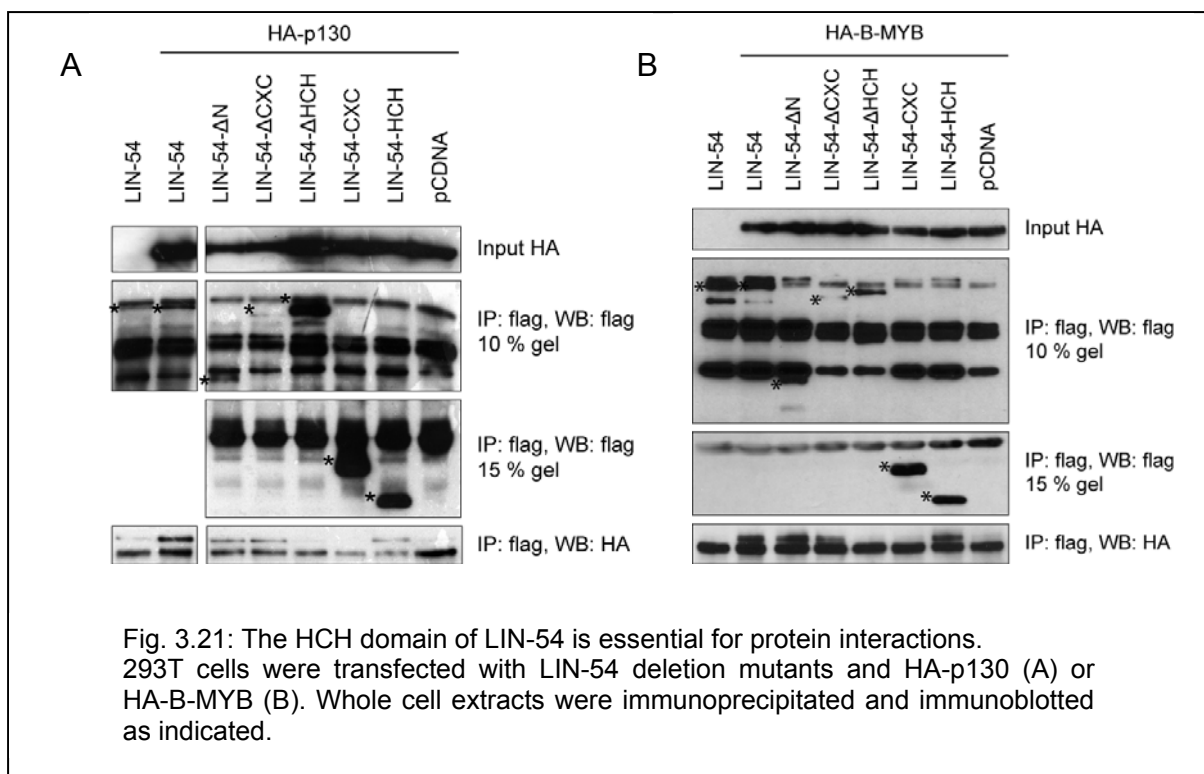 A
HA-p130
LIN-54
LIN-54
LIN-54-ΔN
LIN-54-ΔCXC
LIN-54-ΔHCH
LIN-54-CXC
LIN-54-HCH
pCDNA
Input HA
*
*
*
*
*
IP: flag, WB: flag
10 % gel
*
*
IP: flag, WB: flag
15 % gel
IP: flag, WB: HA
B
HA-B-MYB
LIN-54
LIN-54
LIN-54-ΔN
LIN-54-ΔCXC
LIN-54-ΔHCH
LIN-54-CXC
LIN-54-HCH
pCDNA
Input HA
*
*
*
*
*
IP: flag, WB: flag
10 % gel
*
*
IP: flag, WB: flag
15 % gel
IP: flag, WB: HA
Fig. 3.21: The HCH domain of LIN-54 is essential for protein interactions.
293T cells were transfected with LIN-54 deletion mutants and HA-p130 (A) or
HA-B-MYB (B). Whole cell extracts were immunoprecipitated and immunoblotted
as indicated.